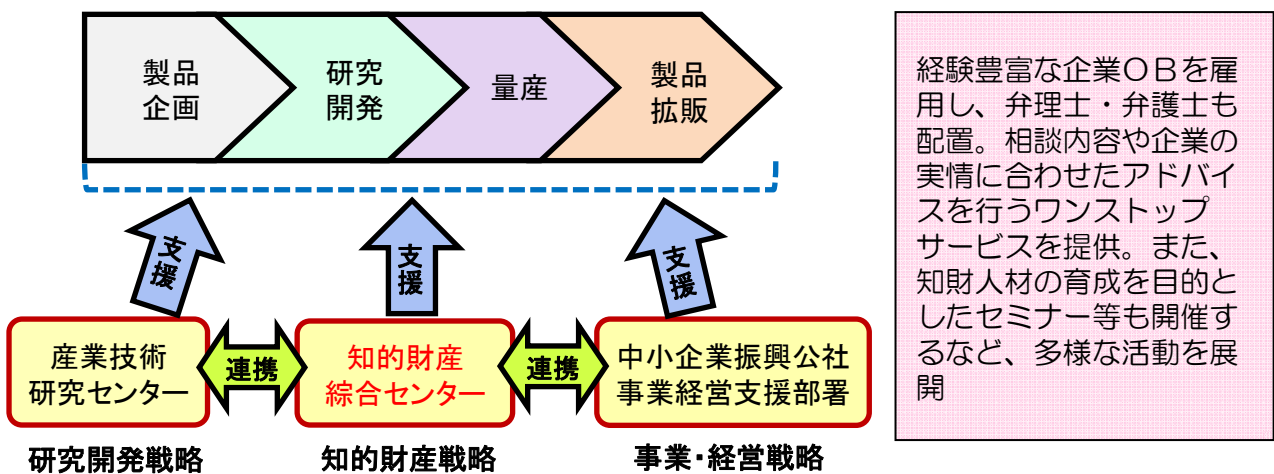 製品
企画
研究
開発
量産
製品
拡販
支援
支援
支援
産業技術
研究センター
連携
知的財産
綜合センター
連携
中小企業振興公社
事業経営支援部署
研究開発戦略
知的財産戦略
事業・経営戦略
経験豊富な企業ＯＢを雇
用し、弁理士・弁護士も
配置。相談内容や企業の
実情に合わせたアドバイ
スを行うワンストップ
サービスを提供。また、
知財人材の育成を目的と
したセミナー等も開催す
るなど、多様な活動を展
開